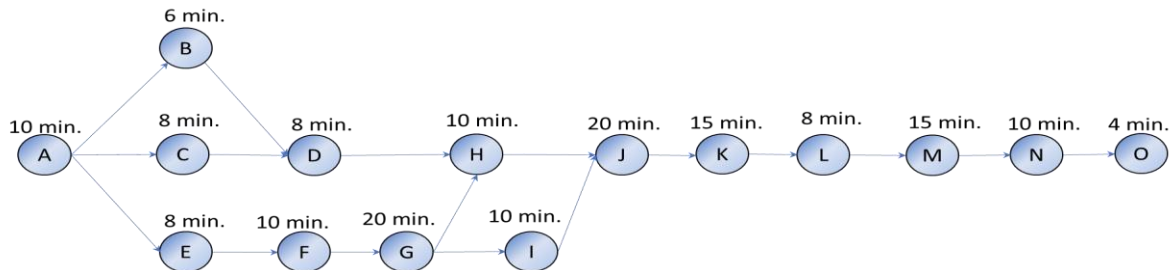 6 min.
B
10 min.
8 min.
8 min.
10 min.
20 min.
15 min.
8 min.
15 min.
10 min.
4 min.
A
C
D
H
J
K
L
M
N
O
8 min.
10 min.
20 min.
10 min.
E
F
G
I